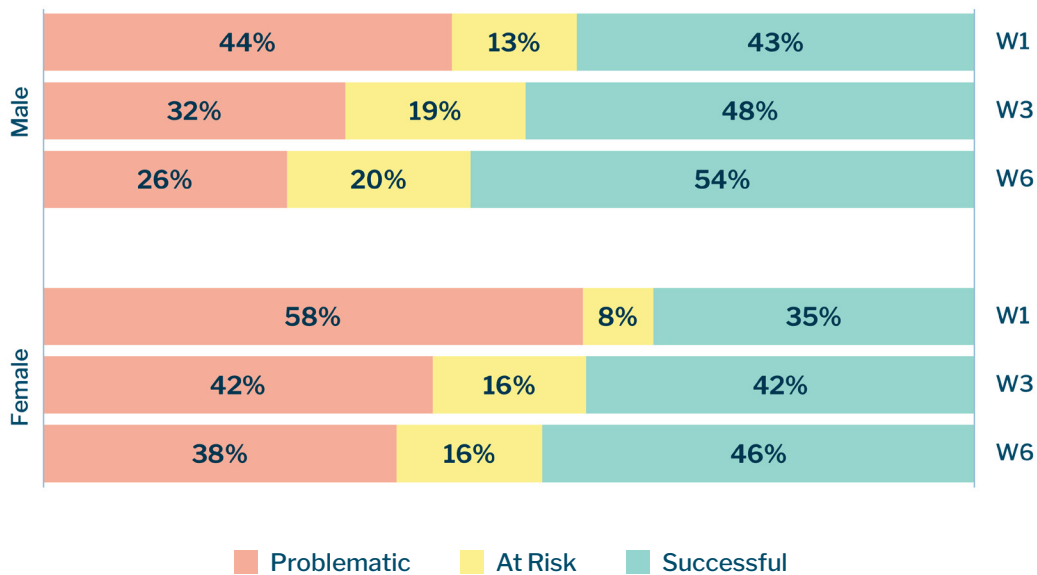 Male
44% 13% 43% W1
32% 19% 48% W3
26% 20% 54% W6
Female
58% 8% 35% W1
42% 16% 42% W3
38% 16% 46% W6
Problematic At Risk Successful